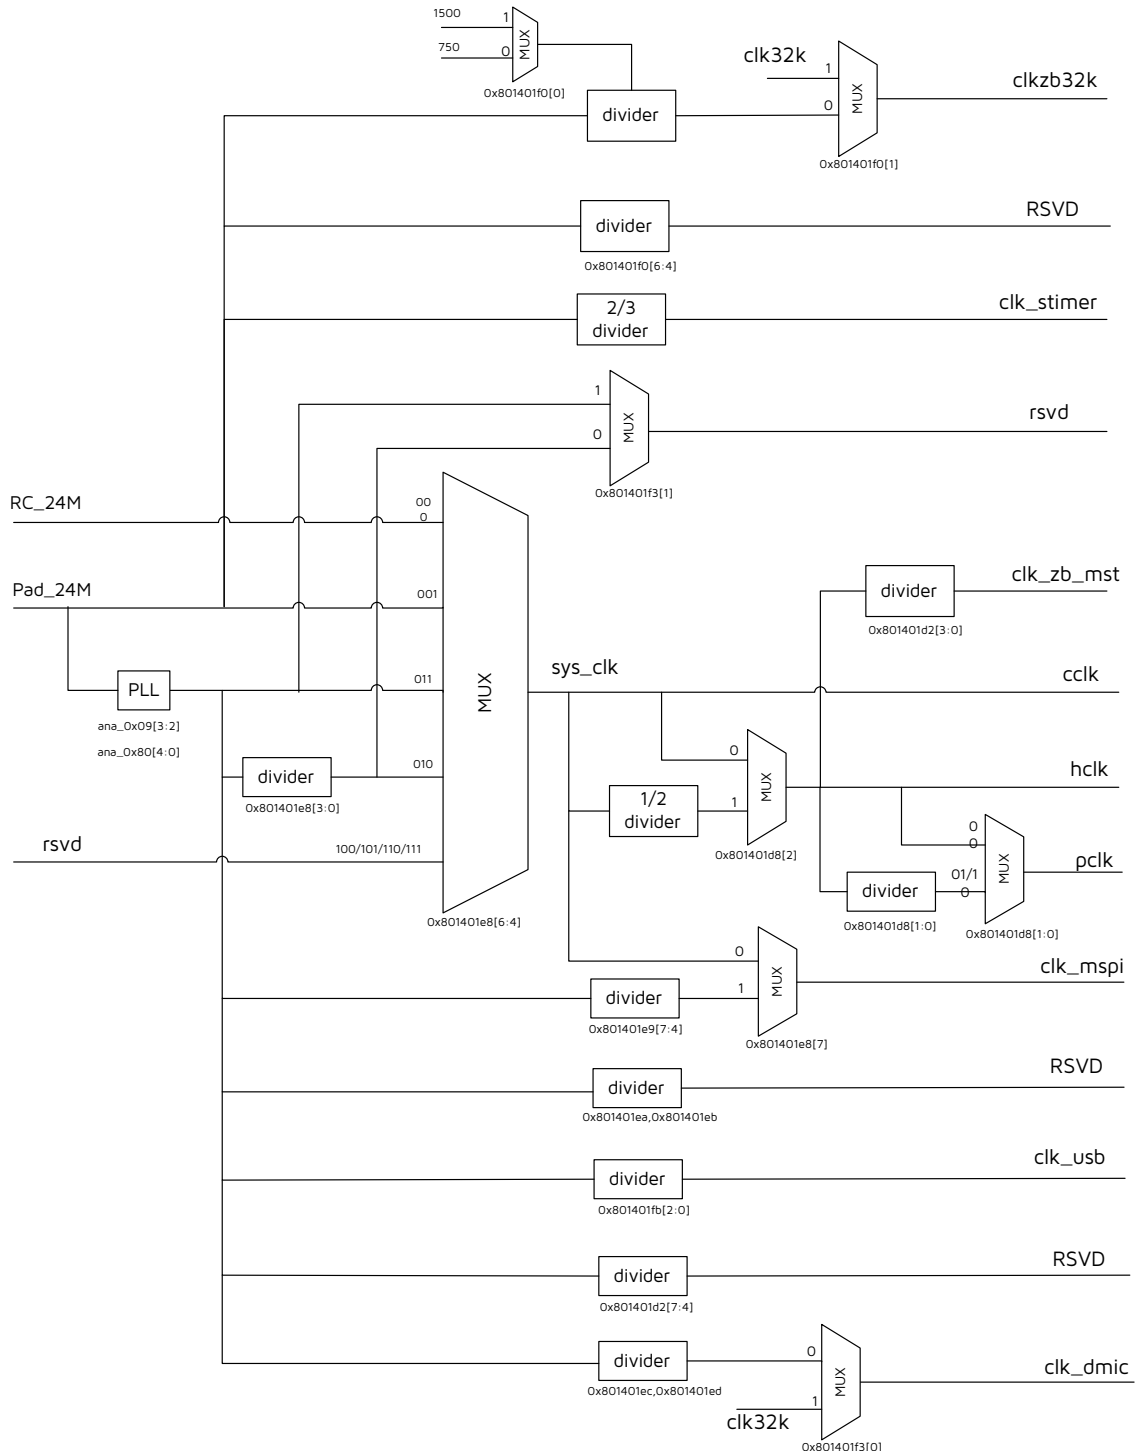 1500
1
750
0
MUX
0x801401f0[0]
clk32k
1
0
MUX
clkzb32k
0x801401f0[1]
divider
RSVD
divider
0x801401f0[6:4]
clk_stimer
2/3
divider
1
0
MUX
rsvd
0x801401f3[1]
RC_24M
00
0
Pad_24M
001
clk_zb_mst
divider
0x801401d2[3:0]
PLL
011
ana_0x09[3:2]
ana_0x80[4:0]
MUX
sys_clk
cclk
divider
010
0x801401e8[3:0]
0
1/2
divider
1
MUX
hclk
0x801401d8[2]
rsvd
100/101/110/111
0x801401e8[6:4]
0
0
01/1
0
MUX
pclk
divider
0x801401d8[1:0]
0x801401d8[1:0]
0
1
MUX
clk_mspi
divider
0x801401e9[7:4]
0x801401e8[7]
RSVD
divider
0x801401ea,0x801401eb
clk_usb
divider
0x801401fb[2:0]
RSVD
divider
0x801401d2[7:4]
divider
0x801401ec,0x801401ed
0
1
MUX
clk_dmic
clk32k
0x801401f3[0]